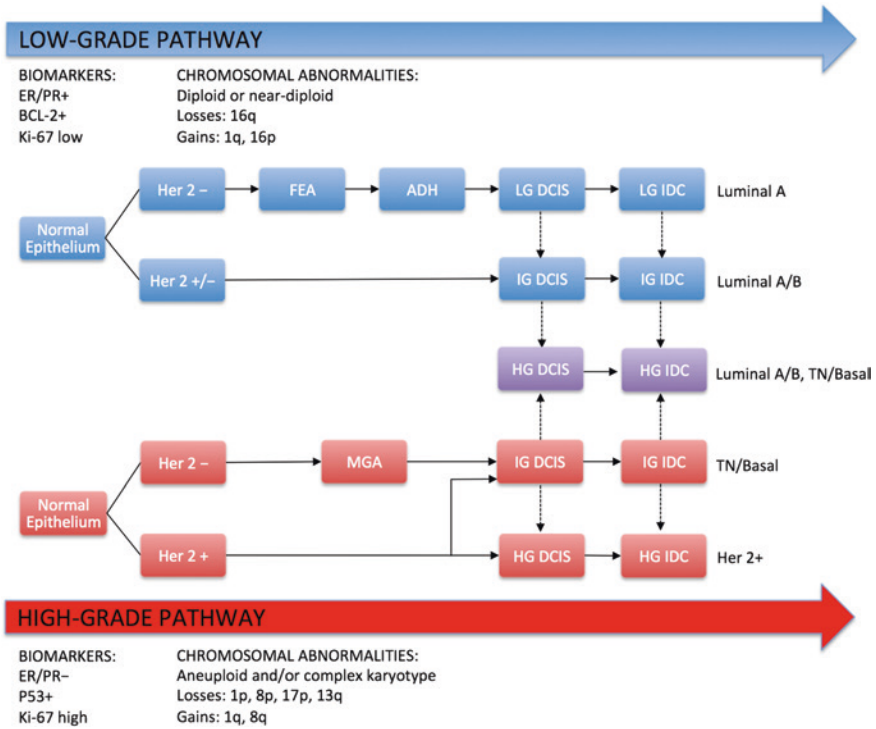 LOW-GRADE PATHWAY
BIOMARKERS:
ER/PR+
BCL-2+
Ki-67 low
CHROMOSOMAL ABNORMALITIES:
Diploid or near-diploid
Losses: 16q
Gains: 1q, 16p
Normal
Epithelium
Her 2 −
FEA
ADH
LG DCIS
LG IDC
Luminal A
Her 2 +/−
IG DCIS
IG IDC
Luminal A/B
HG DCIS
HG IDC
Luminal A/B, TN/Basal
Normal
Epithelium
Her 2 −
MGA
IG DCIS
IG IDC
TN/Basal
Her 2 +
HG DCIS
HG IDC
Her 2+
HIGH-GRADE PATHWAY
BIOMARKERS:
ER/PR−
P53+
Ki-67 high
CHROMOSOMAL ABNORMALITIES:
Aneuploid and/or complex karyotype
Losses: 1p, 8p, 17p, 13q
Gains: 1q, 8q